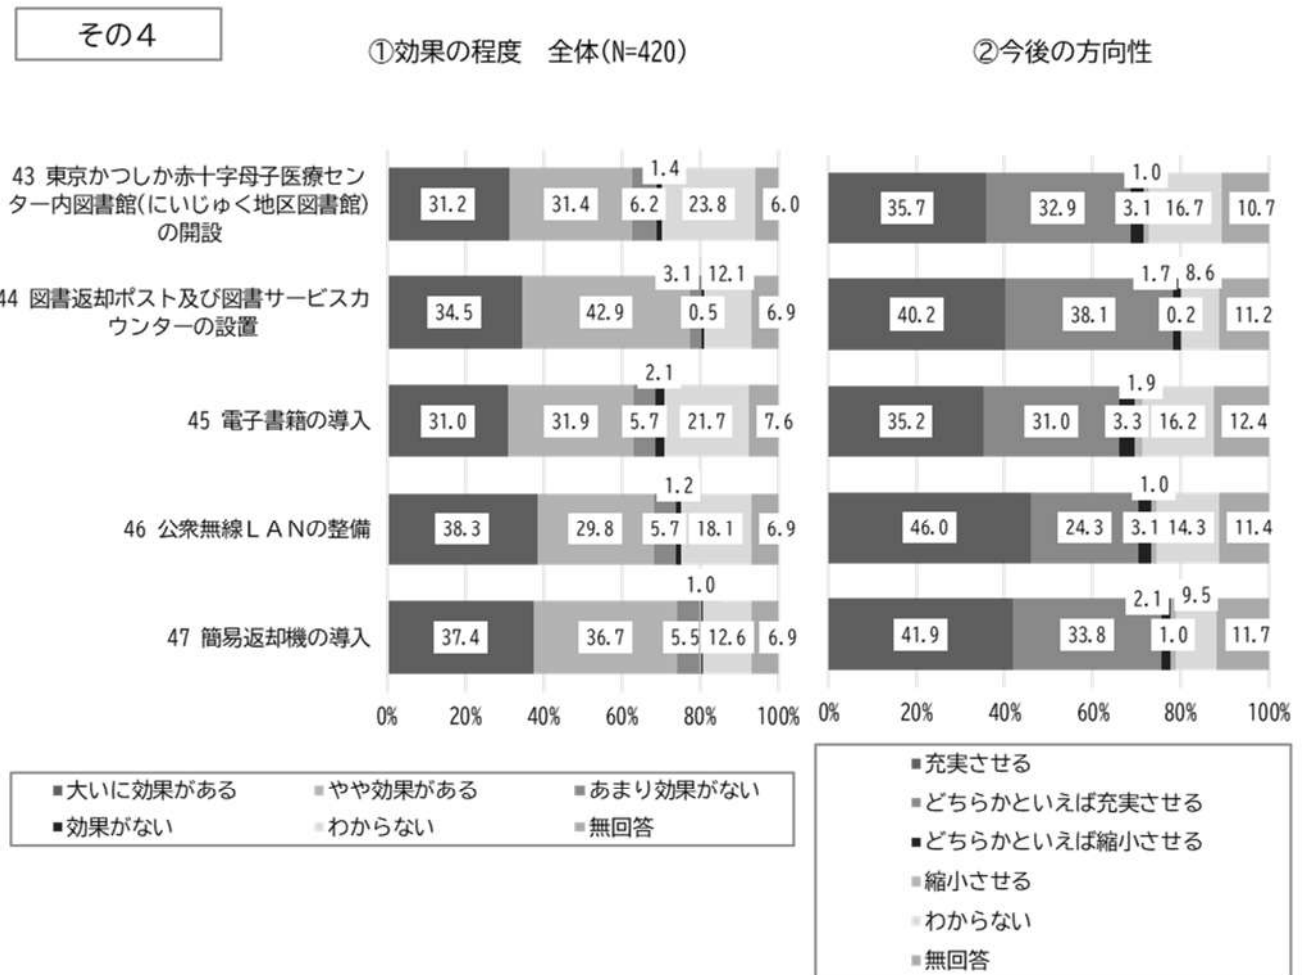 その４
①効果の程度　全体(N=420)
②今後の方向性
43 東京かつしか赤十字母子医療セン
ター内図書館(にいじゅく地区図書館)
の開設
1.4
31.2 31.4 6.2 23.8 6.0
1.0
35.7 32.9 3.1 16.7 10.7
44 図書返却ポスト及び図書サービスカ
ウンターの設置
3.1 12.1
34.5 42.9 0.5 6.9
1.7 8.6
40.2 38.1 0.2 11.2
45 電子書籍の導入
2.1
31.0 31.9 5.7 21.7 7.6
1.9
35.2 31.0 3.3 16.2 12.4
46 公衆無線ＬＡＮの整備
1.2
38.3 29.8 5.7 18.1 6.9
1.0
46.0 24.3 3.1 14.3 11.4
47 簡易返却機の導入
1.0
37.4 36.7 5.5 12.6 6.9
2.1 9.5
41.9 33.8 1.0 11.7
0% 20% 40% 60% 80% 100%
0% 20% 40% 60% 80% 100%
■大いに効果がある ■やや効果がある ■あまり効果がない
■効果がない ■わからない ■無回答
■充実させる
■どちらかといえば充実させる
■どちらかといえば縮小させる
■縮小させる
■わからない
■無回答